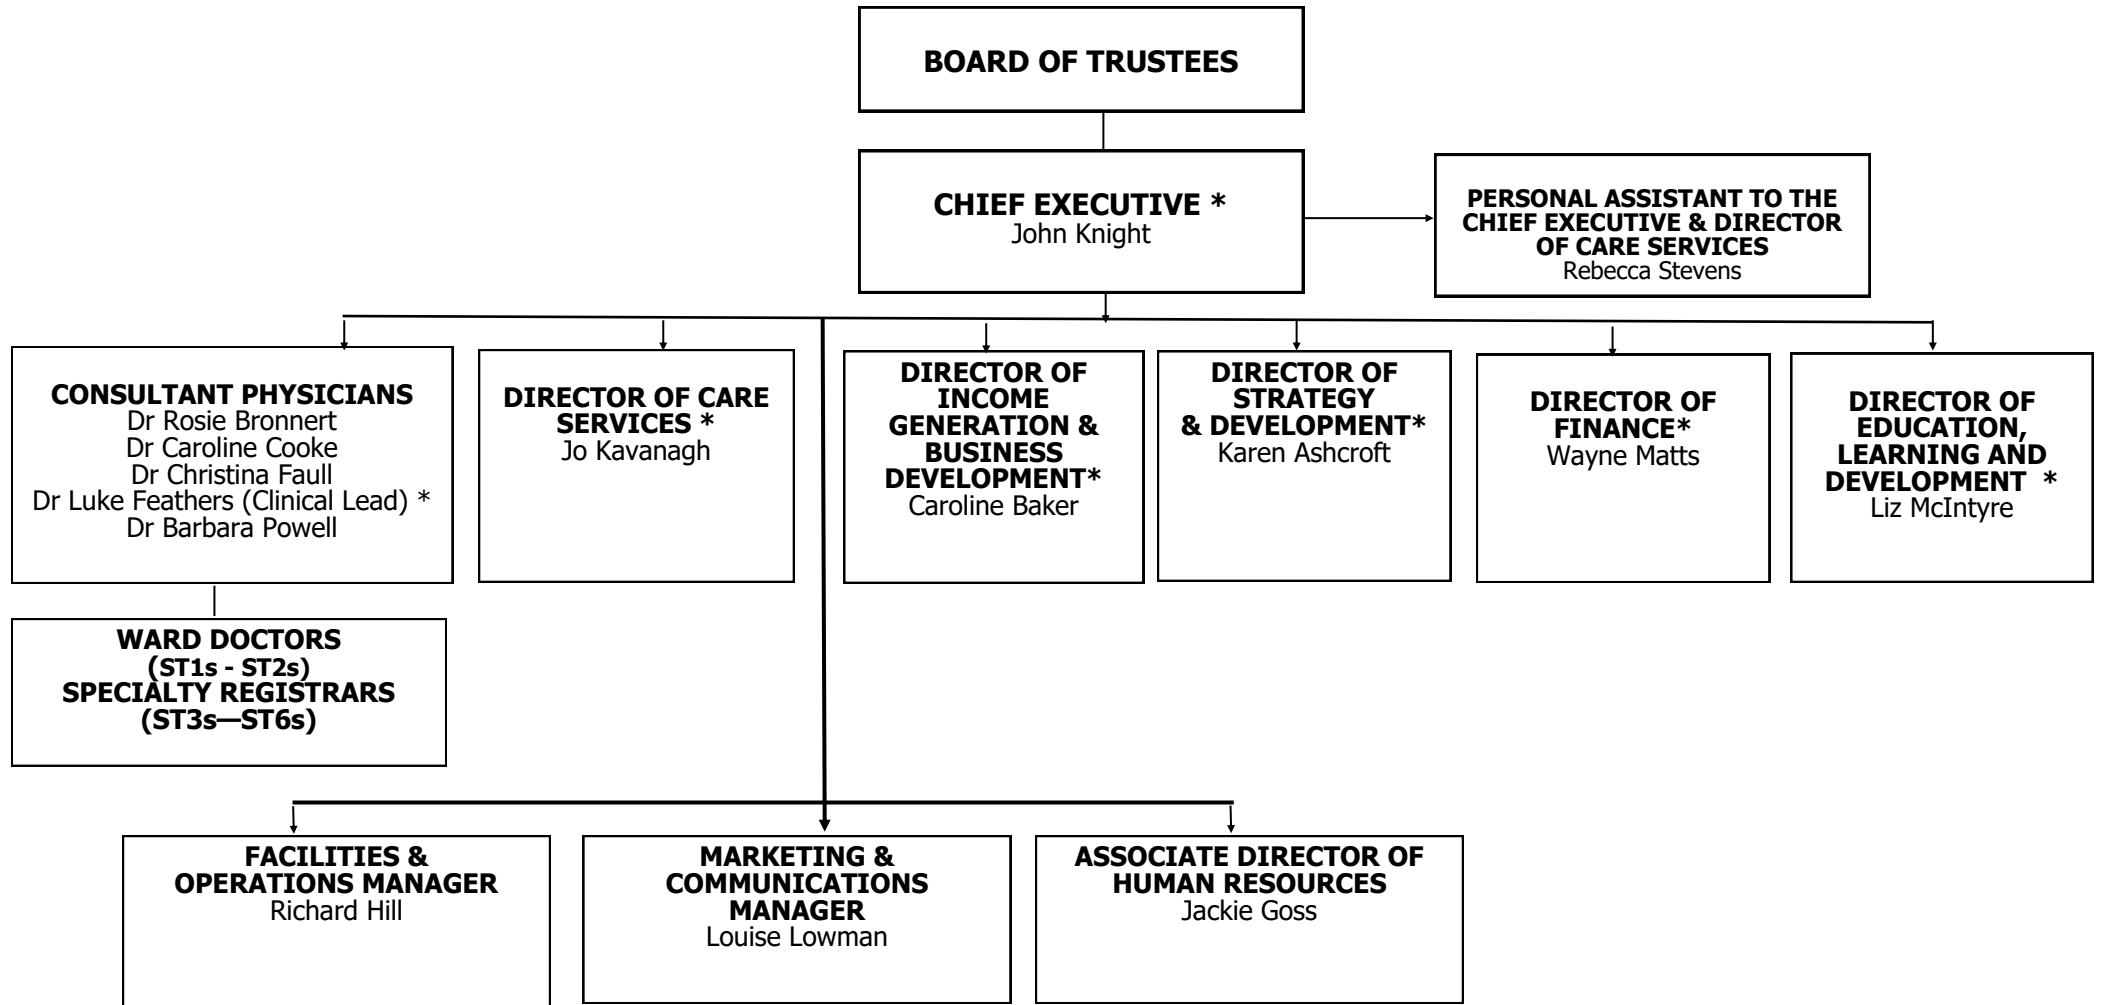 BOARD OF TRUSTEES
CHIEF EXECUTIVE *
John Knight
PERSONAL ASSISTANT TO THE
CHIEF EXECUTIVE & DIRECTOR
OF CARE SERVICES
Rebecca Stevens
CONSULTANT PHYSICIANS
Dr Rosie Bronnert
Dr Caroline Cooke
Dr Christina Faull
Dr Luke Feathers (Clinical Lead) *
Dr Barbara Powell
DIRECTOR OF CARE
SERVICES *
Jo Kavanagh
DIRECTOR OF
INCOME
GENERATION &
BUSINESS
DEVELOPMENT*
Caroline Baker
DIRECTOR OF
STRATEGY
& DEVELOPMENT*
Karen Ashcroft
DIRECTOR OF
FINANCE*
Wayne Matts
DIRECTOR OF
EDUCATION,
LEARNING AND
DEVELOPMENT *
Liz McIntyre
WARD DOCTORS
(ST1s - ST2s)
SPECIALTY REGISTRARS
(ST3s—ST6s)
FACILITIES &
OPERATIONS MANAGER
Richard Hill
MARKETING &
COMMUNICATIONS
MANAGER
Louise Lowman
ASSOCIATE DIRECTOR OF
HUMAN RESOURCES
Jackie Goss